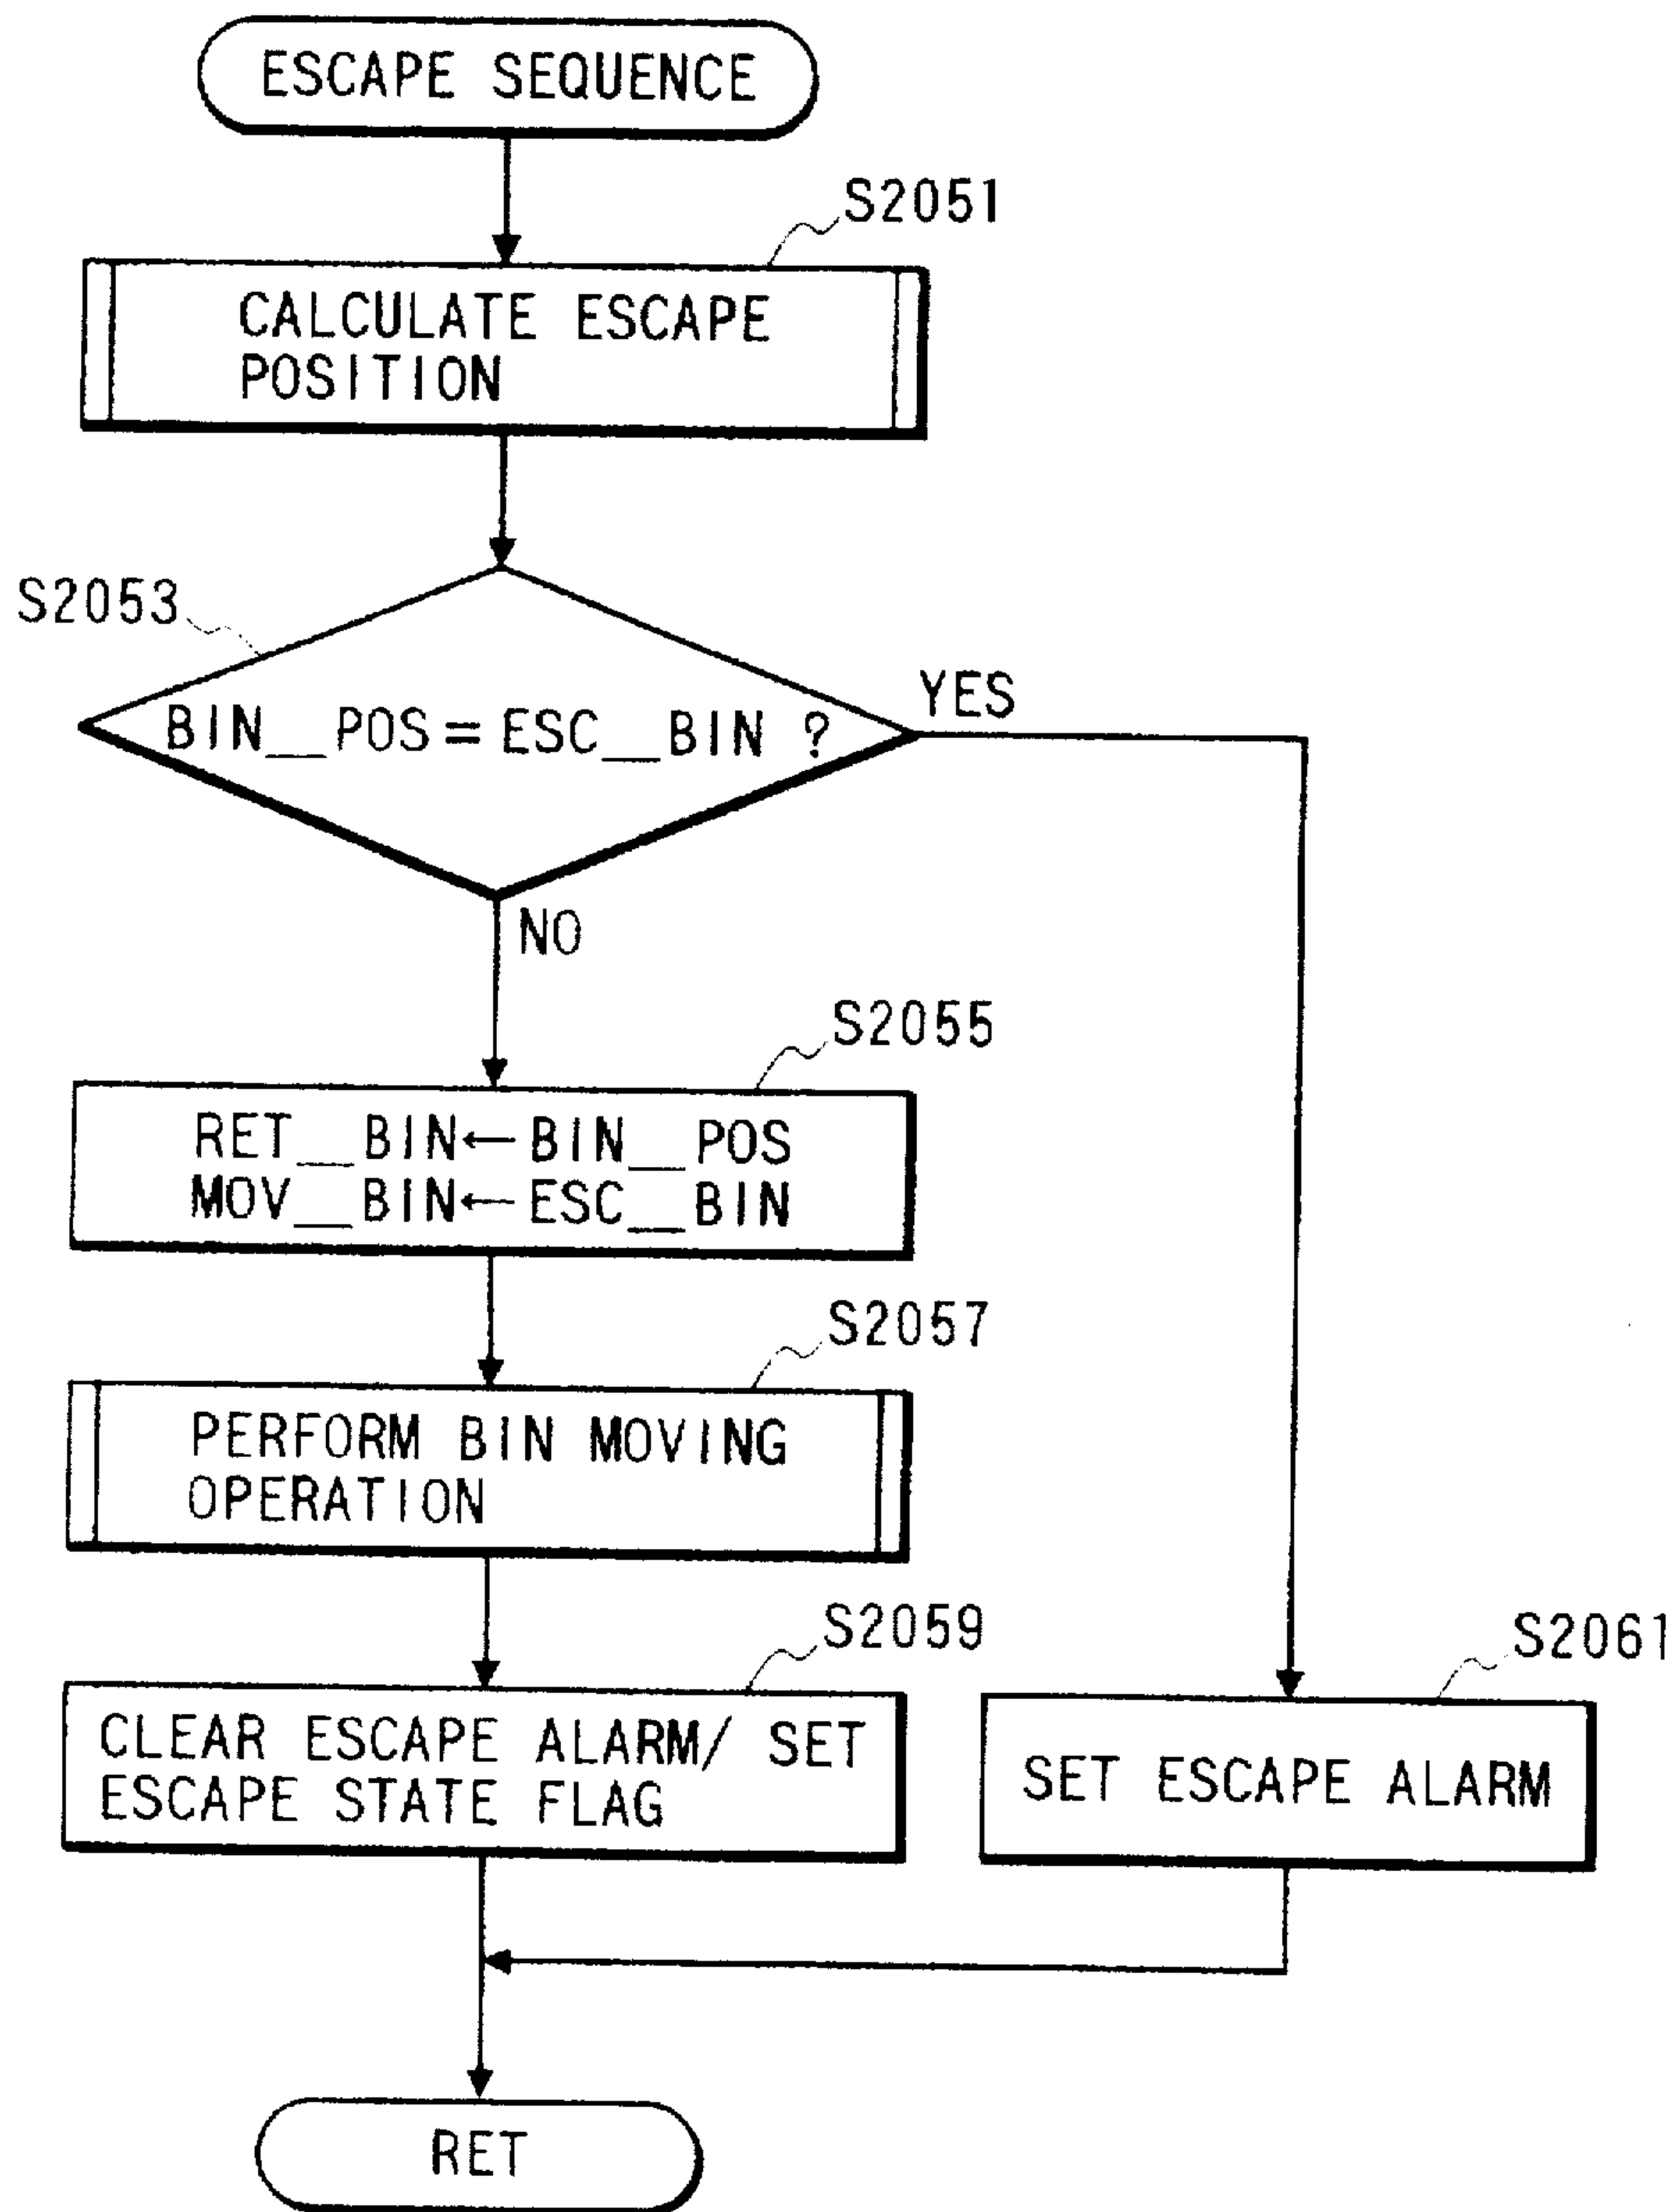 ESCAPE SEQUENCE
S2051
CALCULATE ESCAPE
POSITION
S2053
BIN__POS = ESC__BIN ?
YES
NO
S2055
RET__BIN←BIN__POS
MOV__BIN←ESC__BIN
S2057
PERFORM BIN MOVING
OPERATION
S2059
CLEAR ESCAPE ALARM/ SET
ESCAPE STATE FLAG
S2061
SET ESCAPE ALARM
RET